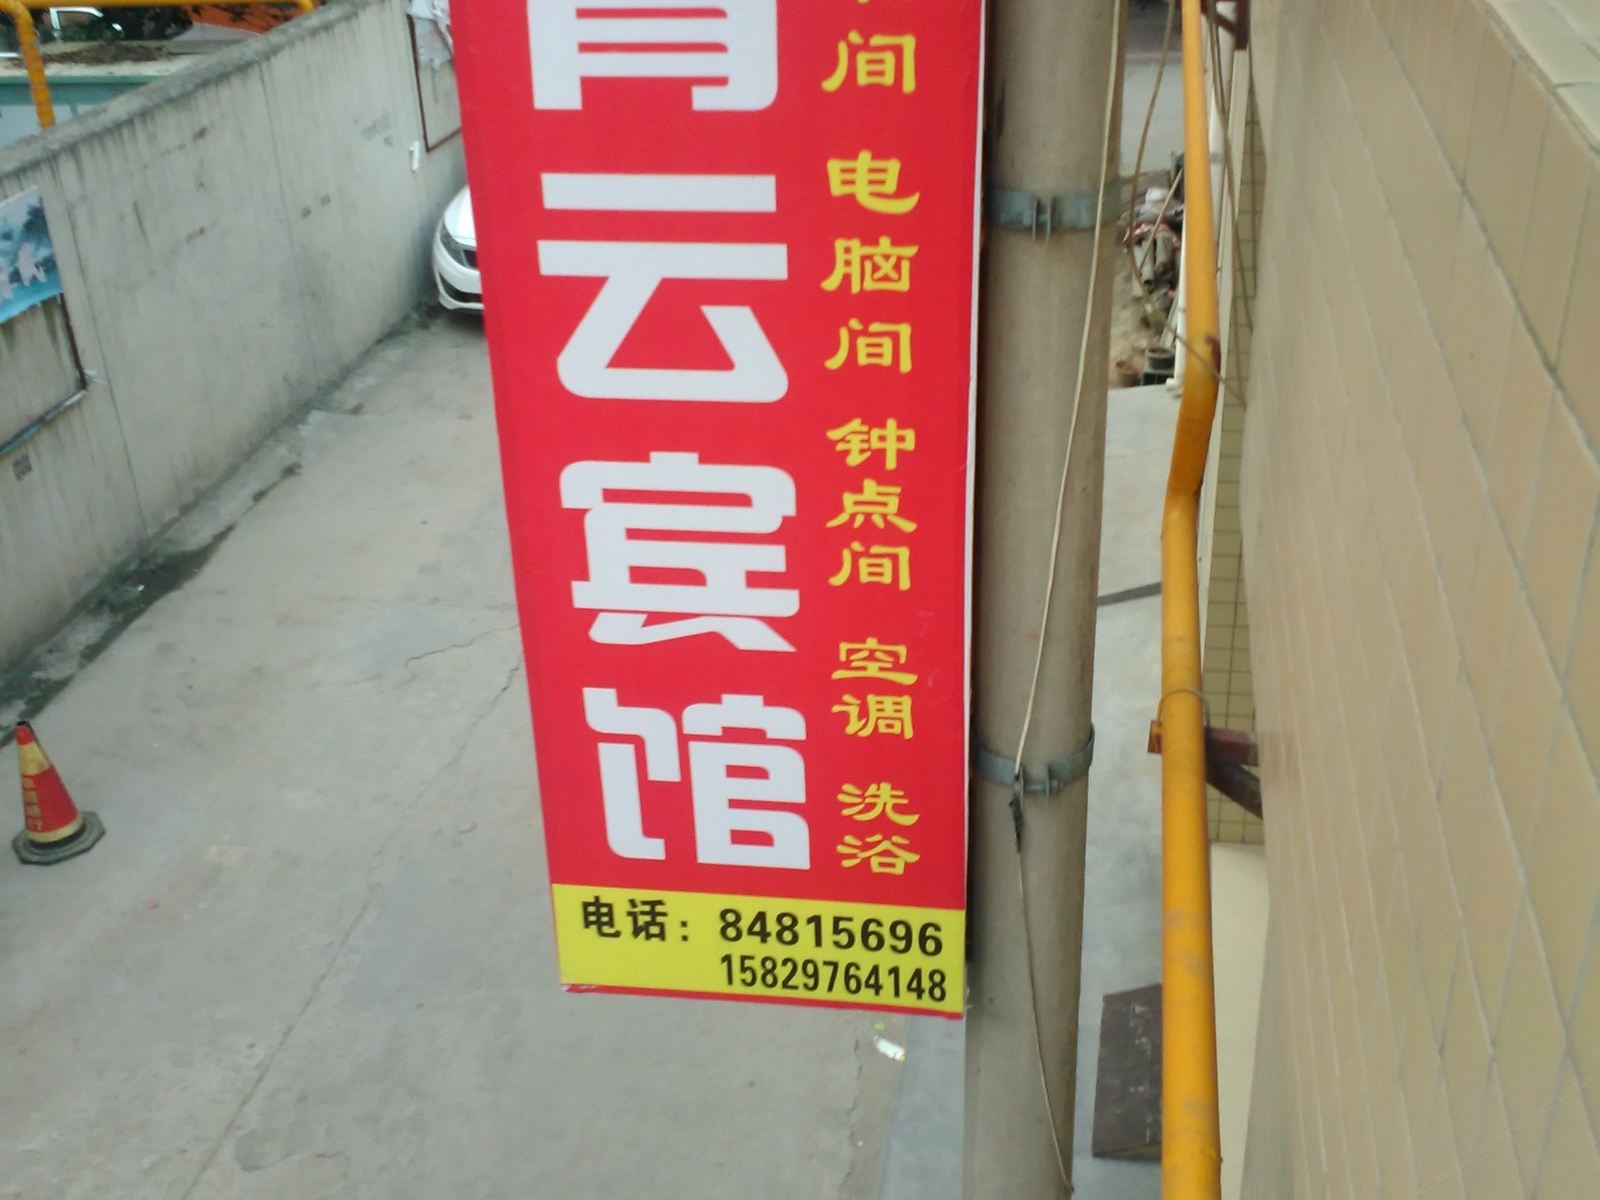 云宾馆
间 电脑间 钟点间 空调 洗浴
电话：84815696
15829764148